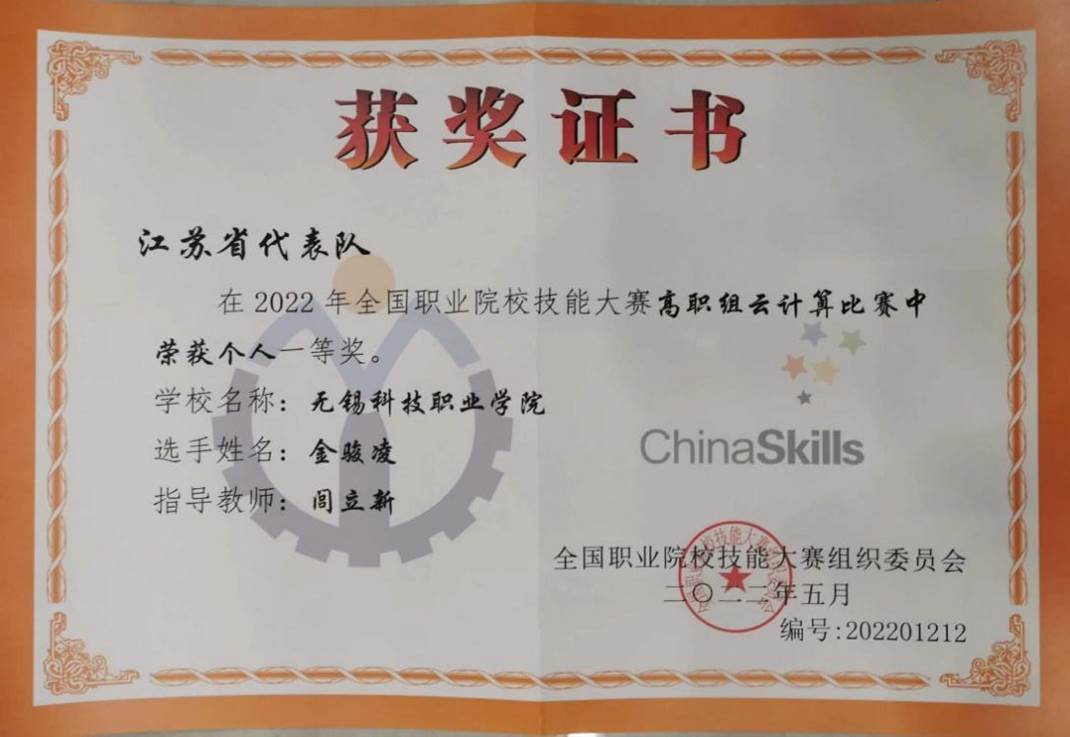 获奖证书
江苏省代表队
在 2022 年全国职业院校技能大赛高职组云计算比赛中
荣获个人一等奖。
学校名称：无锡科技职业学院
选手姓名：金骏凌
指导教师：闾立新
ChinaSkills
全国职业院校技能大赛组织委员会
二〇二二年五月
编号:202201212